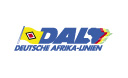 DAL
DEUTSCHE AFRIKA-LINIEN